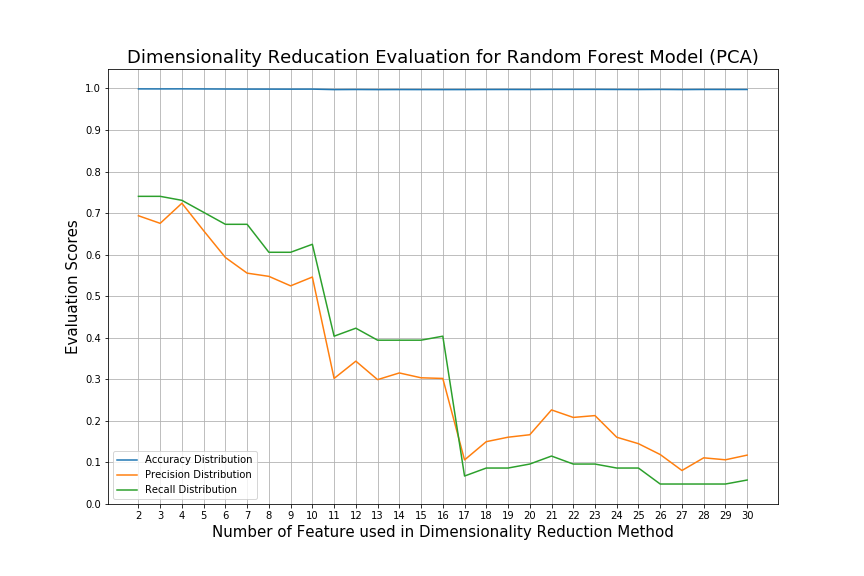 Dimensionality Reducation Evaluation for Random Forest Model (PCA)
Evaluation Scores
1.0
0.9
0.8
0.7
0.6
0.5
0.4
0.3
0.2
0.1
0.0
Accuracy Distribution
Precision Distribution
Recall Distribution
2 3 4 5 6 7 8 9 10 11 12 13 14 15 16 17 18 19 20 21 22 23 24 25 26 27 28 29 30
Number of Feature used in Dimensionality Reduction Method